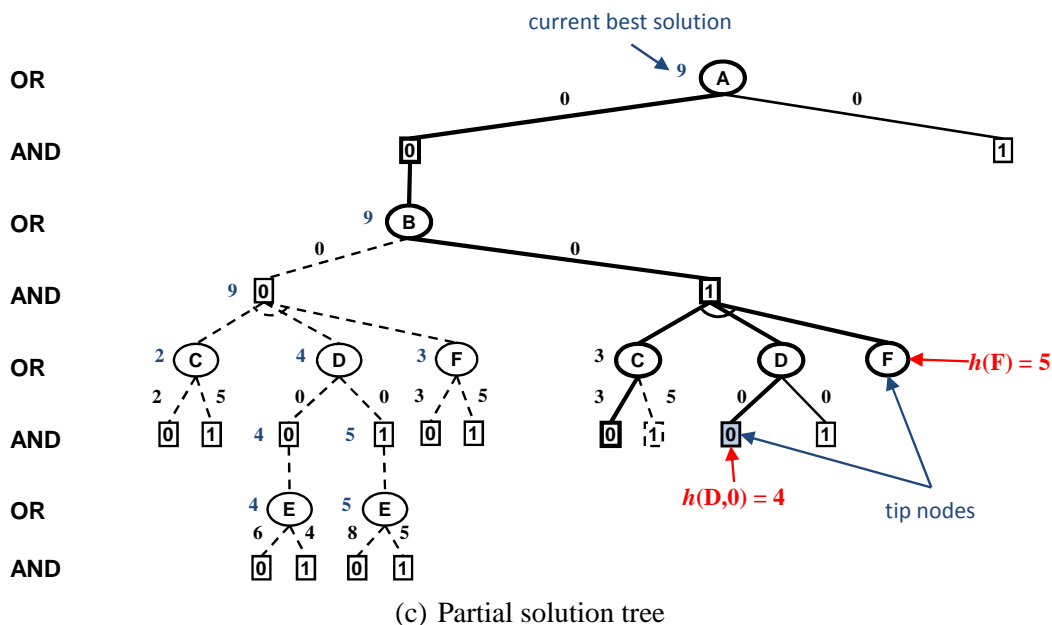 current best solution
OR 9 A
0 0
AND 0 1
OR 9 B
0 0
AND 9 0 1
OR 2 C 4 D 3 F 3 C D F h(F) = 5
2 5 0 0 3 5 3 5 0 0
AND 0 1 4 0 5 1 0 1 0 1 0 1
h(D,0) = 4
OR 4 E 5 E tip nodes
6 4 8 5
AND 0 1 0 1
(c) Partial solution tree